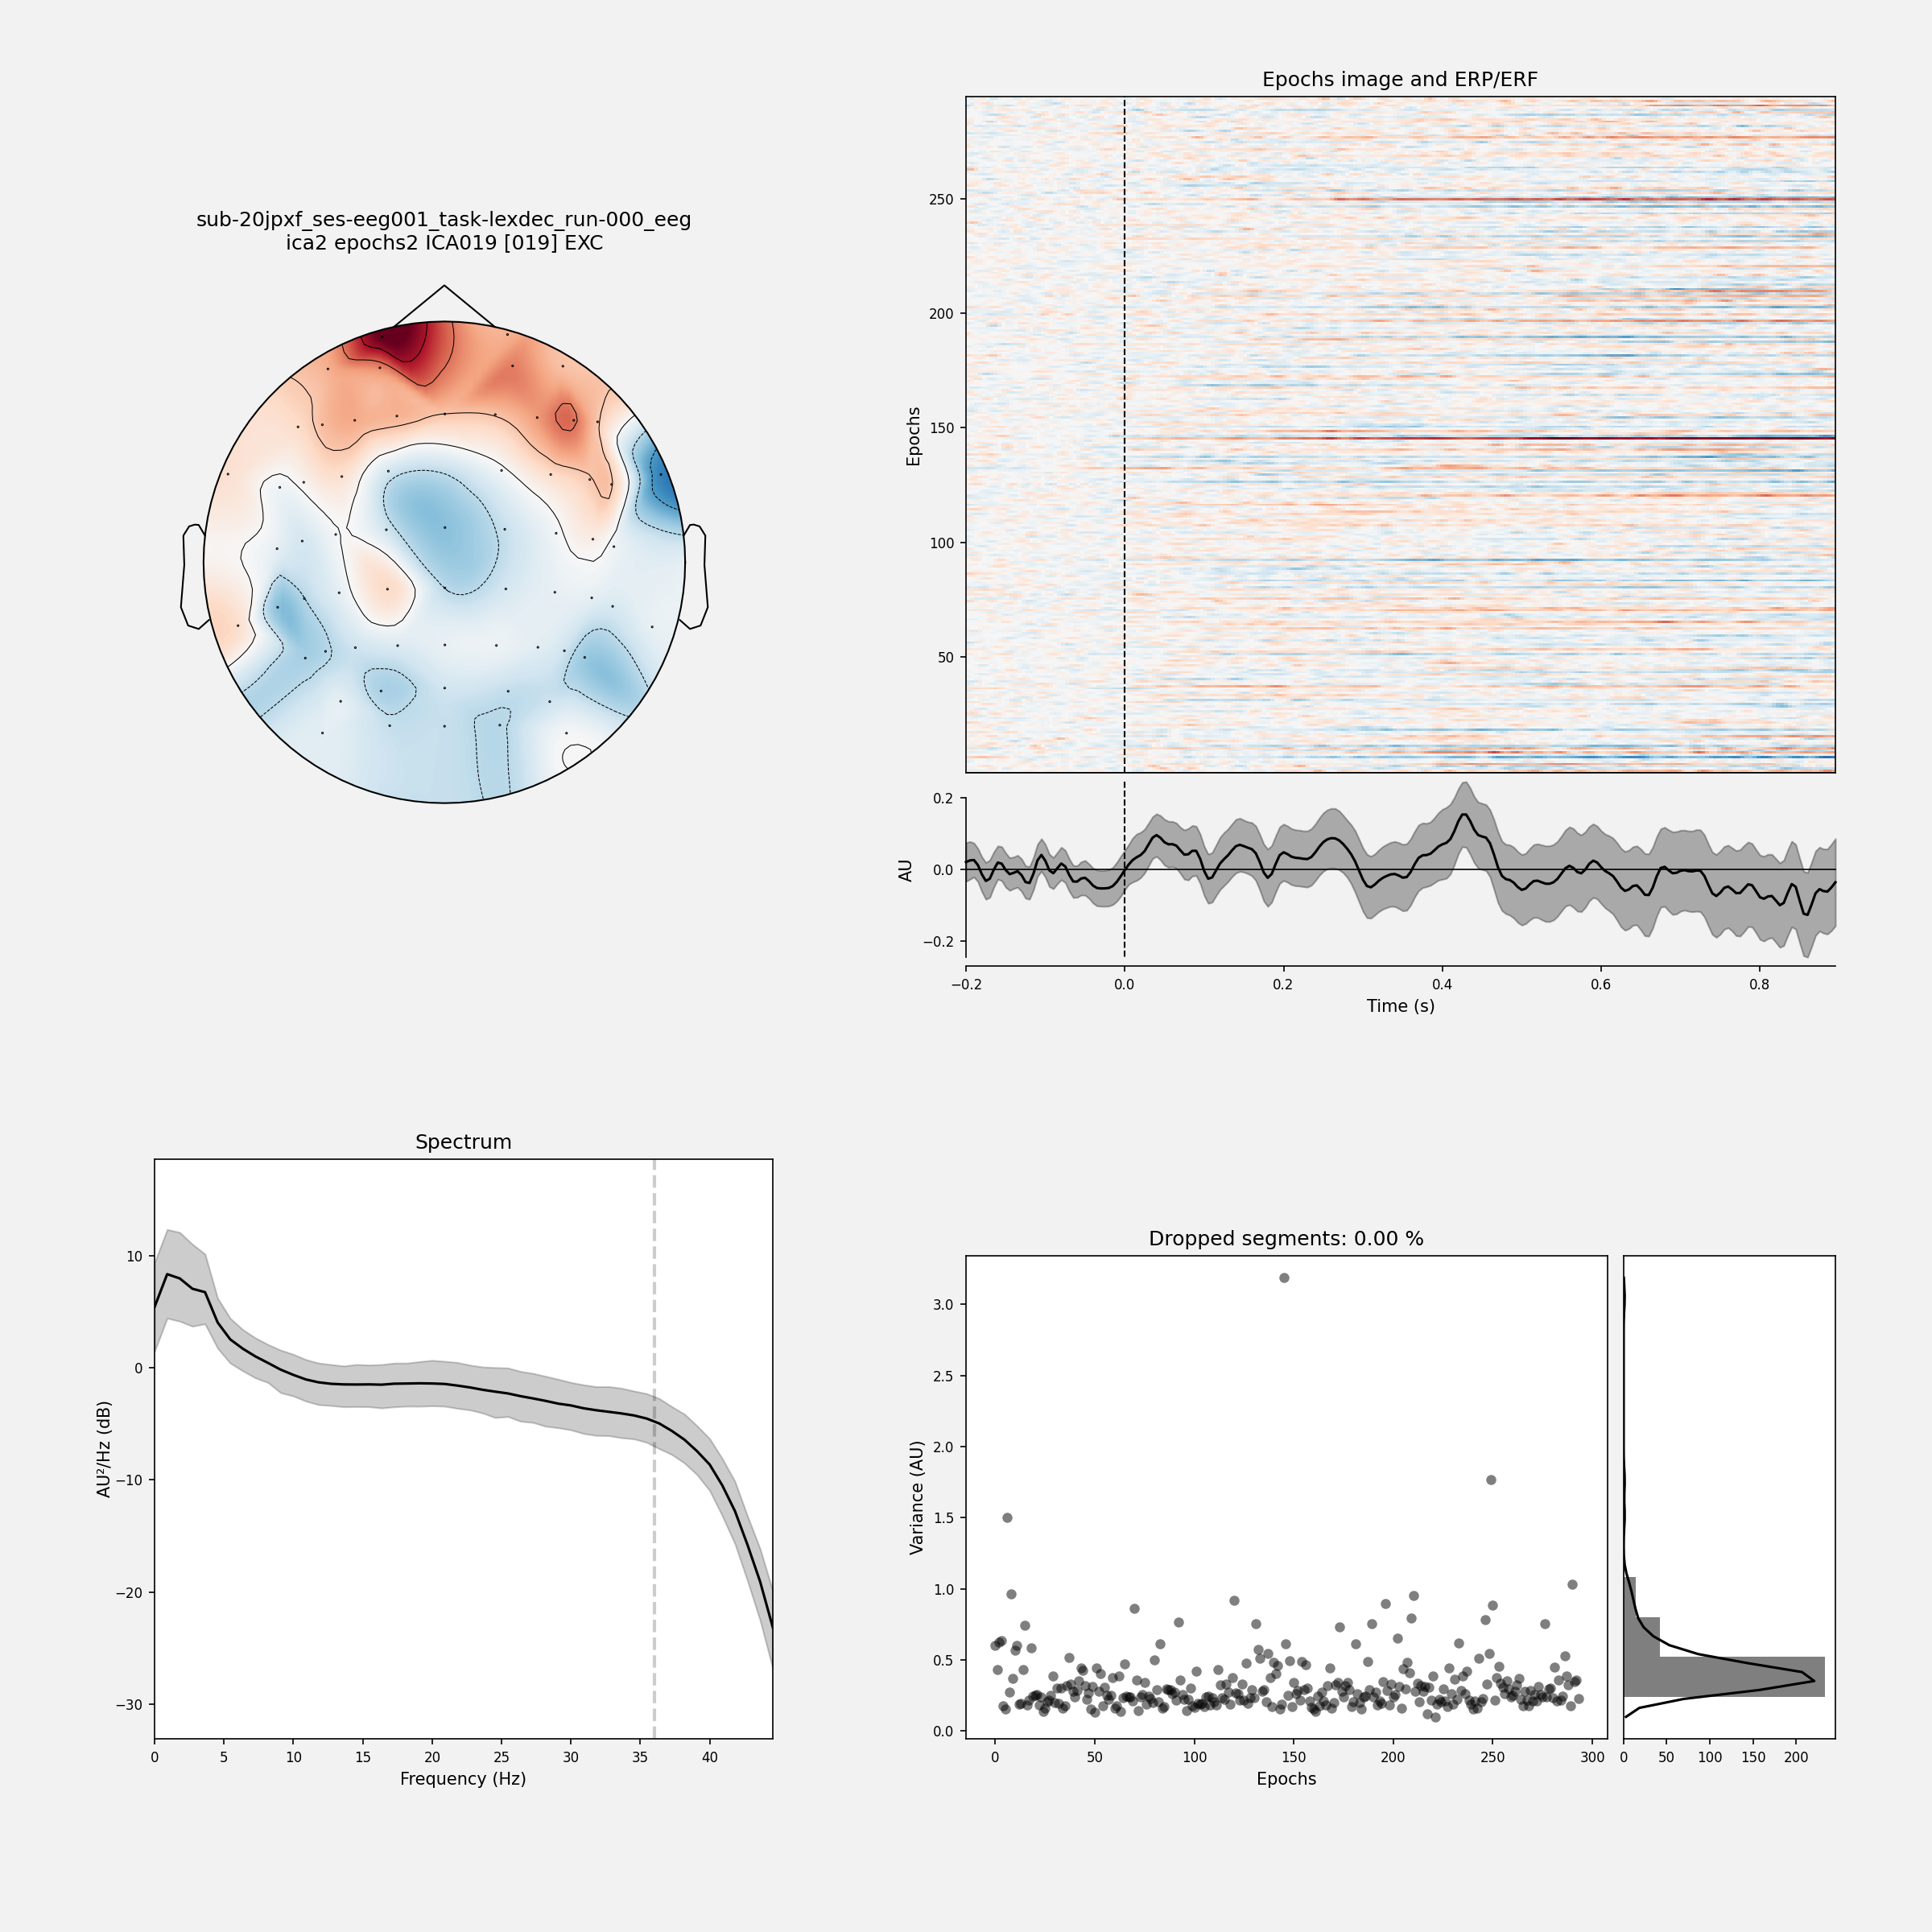 sub-20jpxf_ses-eeg001_task-lexdec_run-000_eeg
ica2 epochs2 ICA019 [019] EXC
Epochs image and ERP/ERF
Epochs
250
200
150
100
50
AU
0.2
0.0
−0.2
−0.2 0.0 0.2 0.4 0.6 0.8
Time (s)
Spectrum
AU²/Hz (dB)
10
0
−10
−20
−30
0 5 10 15 20 25 30 35 40
Frequency (Hz)
Dropped segments: 0.00 %
Variance (AU)
3.0
2.5
2.0
1.5
1.0
0.5
0.0
0 50 100 150 200 250 300
Epochs
0 50 100 150 200